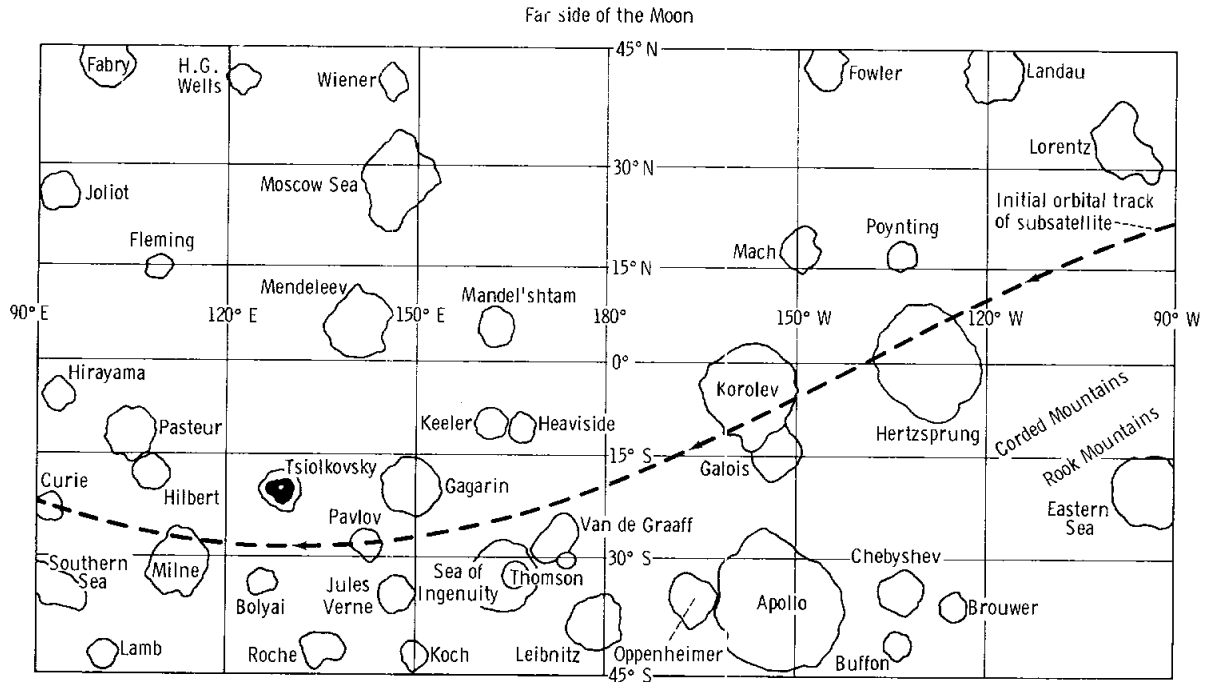 Far side of the Moon
45° N
Fabry
H.G.
Wells
Wiener
Fowler
Landau
Lorentz
30° N
Moscow Sea
Joliot
Initial orbital track
of subsatellite
Fleming
Mach
Poynting
15° N
Mendeleev
Mandel'shtam
90° E
120° E
150° E
180°
150° W
120° W
90° W
0°
Hirayama
Korolev
Corded Mountains
Pasteur
Keeler
Heaviside
Hertzsprung
Rook Mountains
15° S
Galois
Curie
Hilbert
Tsiolkovsky
Gagarin
Eastern
Sea
Pavlov
Van de Graaff
Chebyshev
30° S
Southern
Sea
Milne
Bolyai
Jules
Verne
Sea of
Ingenuity
Thomson
Apollo
Brouwer
Lamb
Roche
Koch
Leibnitz
Oppenheimer
Buffon
45° S